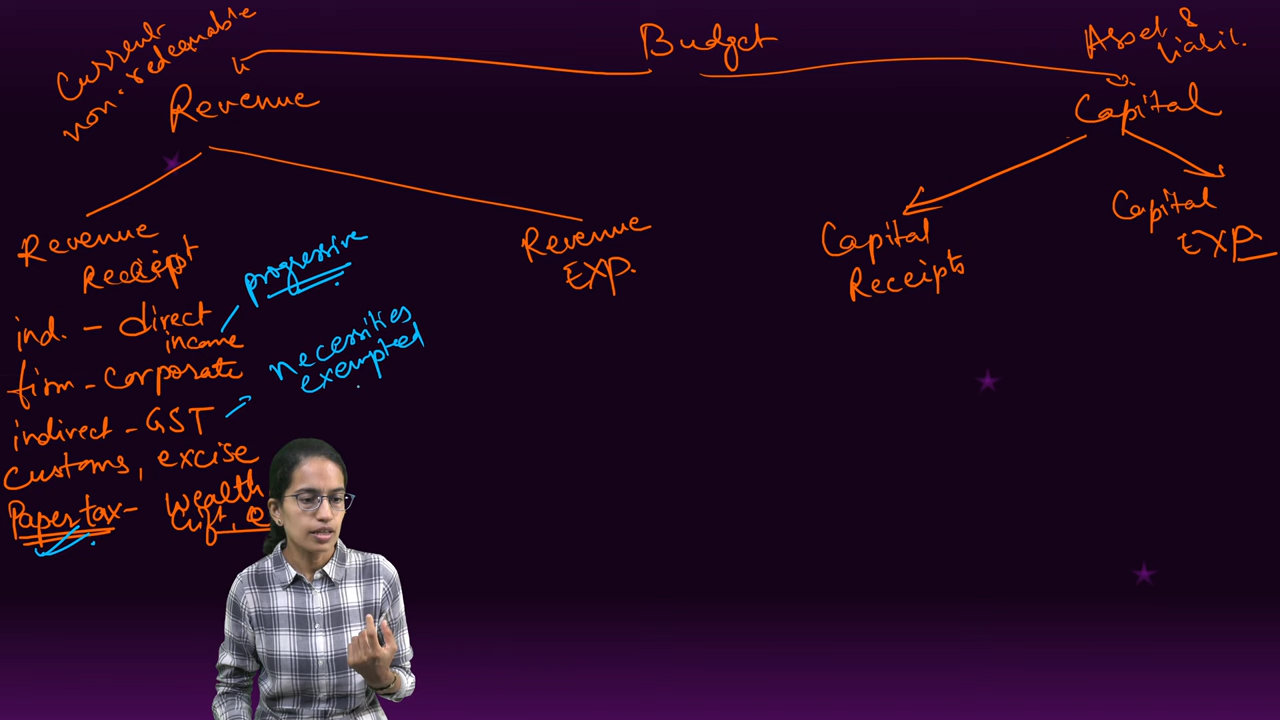 Budget
Current
non-redeemable
Revenue
Asset &
Liabil.
Capital
Revenue
Receipt
Revenue
EXP.
Capital
Receipts
Capital
EXP.
progressive
ind. - direct
income
firm - corporate
necessities
exempted
indirect - GST
Customs, excise
Paper tax - Wealth
Gift,